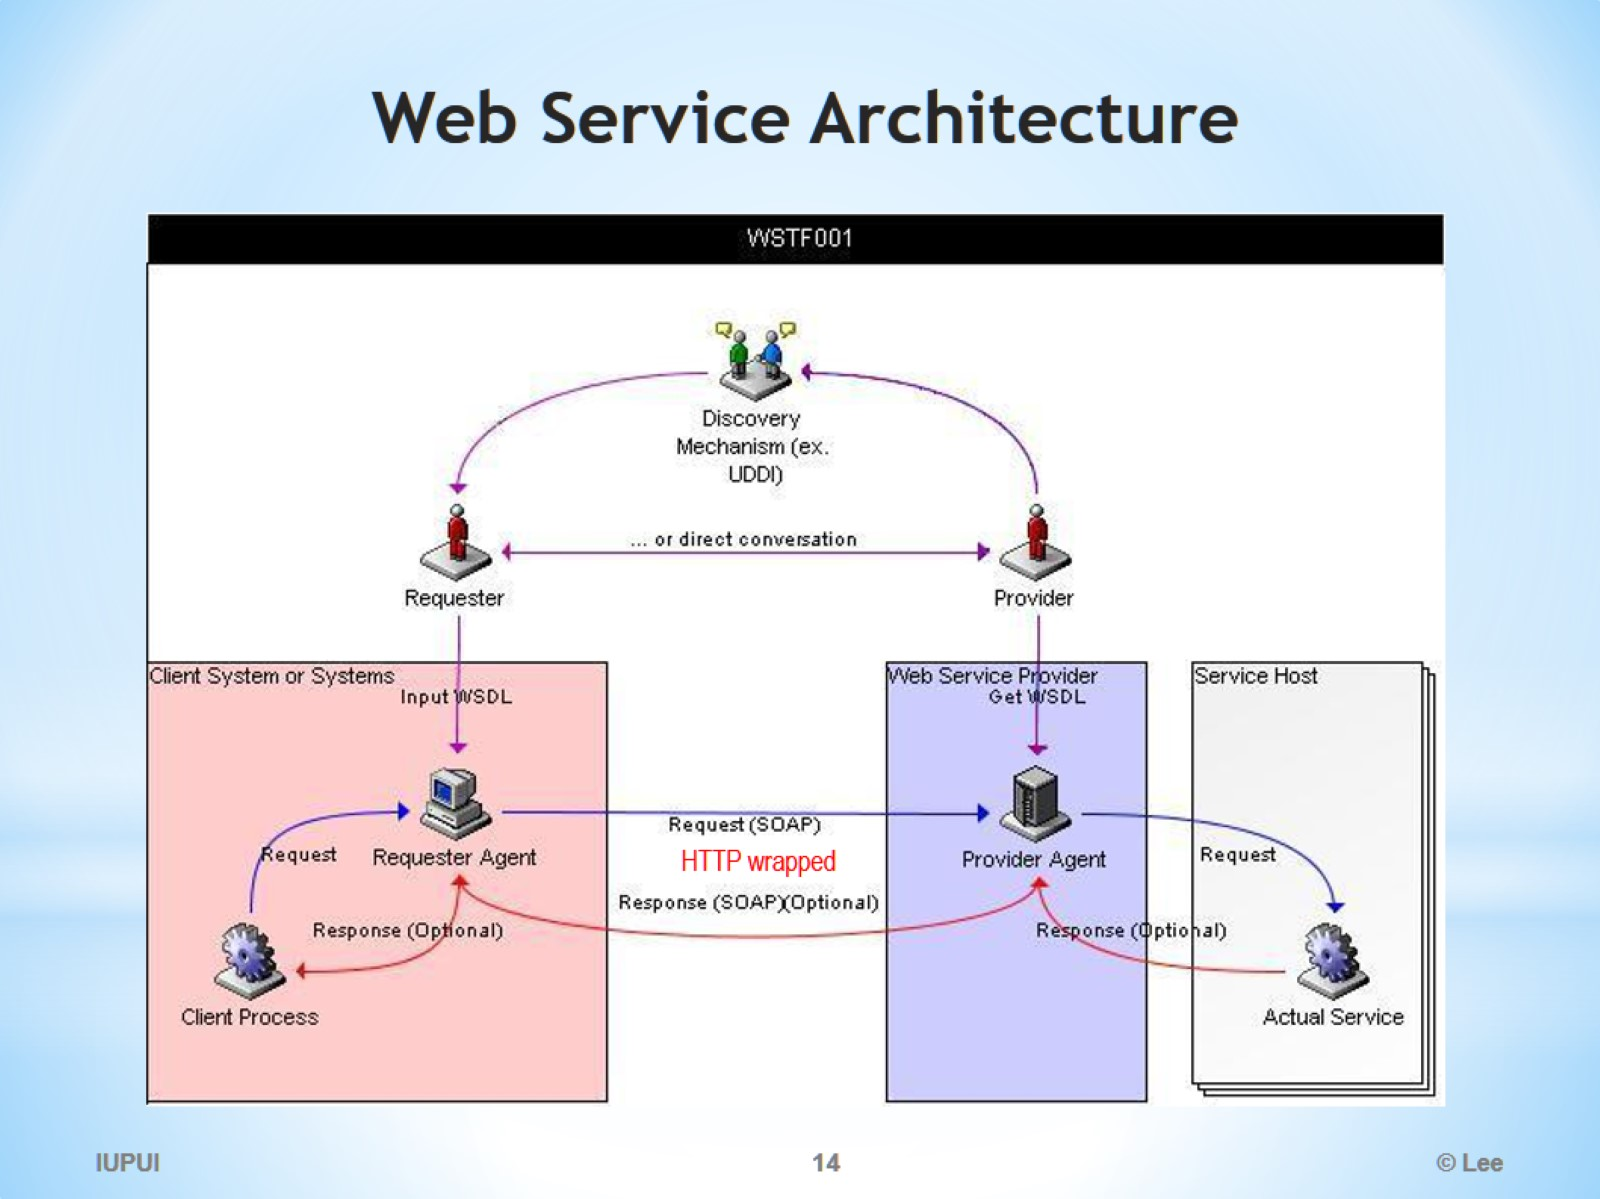 Web Service Architecture
WSTF001
Discovery
Mechanism (ex.
UDDI)
... or direct conversation
Requester
Provider
Client System or Systems
Input WSDL
Web Service Provider
Get WSDL
Service Host
Request (SOAP)
HTTP wrapped
Request
Requester Agent
Provider Agent
Request
Response (SOAP)(Optional)
Response (Optional)
Response (Optional)
Client Process
Actual Service
IUPUI
14
© Lee